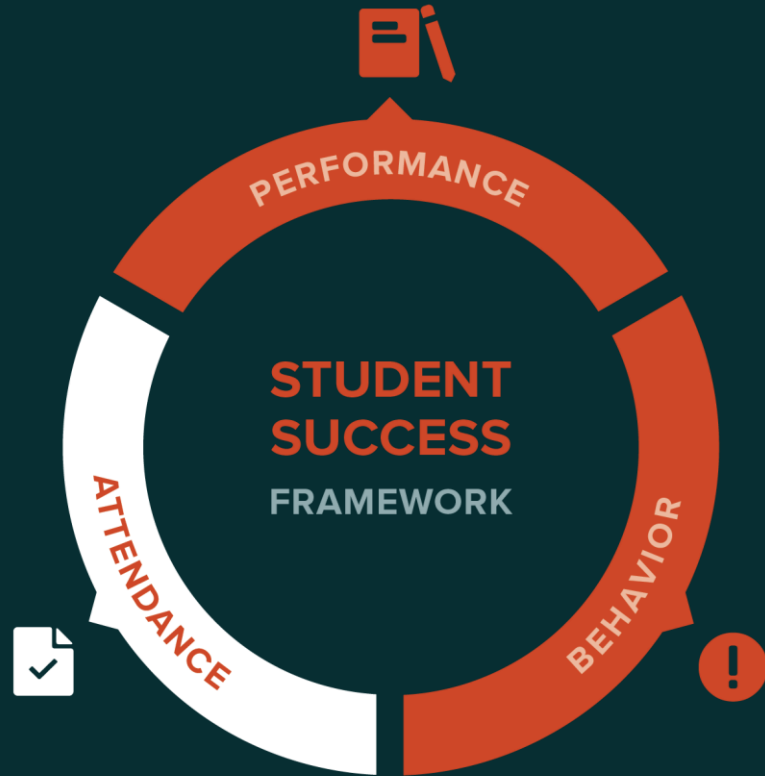 PERFORMANCE
STUDENT
SUCCESS
FRAMEWORK
ATTENDANCE
BEHAVIOR